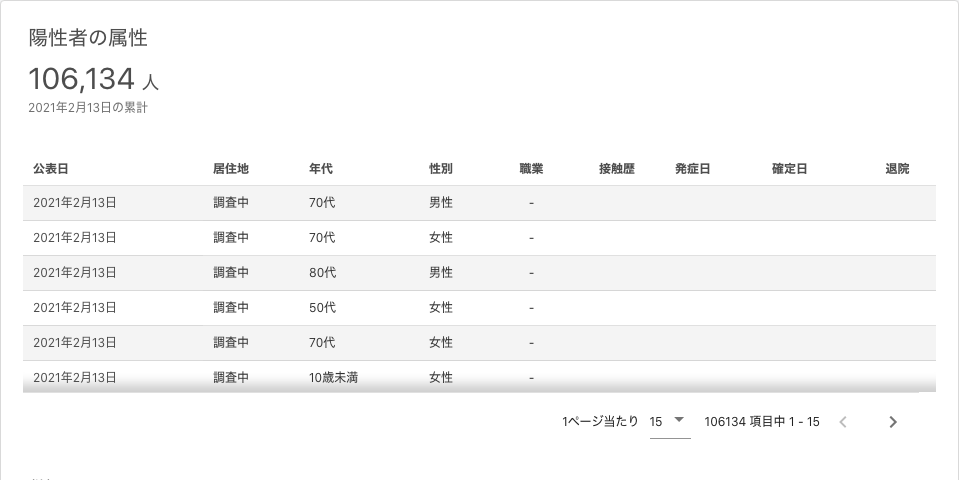 陽性者の属性
106,134 人
2021年2月13日の累計
公表日 居住地 年代 性別 職業 接触歴 発症日 確定日 退院
2021年2月13日 調査中 70代 男性 -
2021年2月13日 調査中 70代 女性 -
2021年2月13日 調査中 80代 男性 -
2021年2月13日 調査中 50代 女性 -
2021年2月13日 調査中 70代 女性 -
2021年2月13日 調査中 10歳未満 女性 -
1ページ当たり 15 106134 項目中 1 - 15